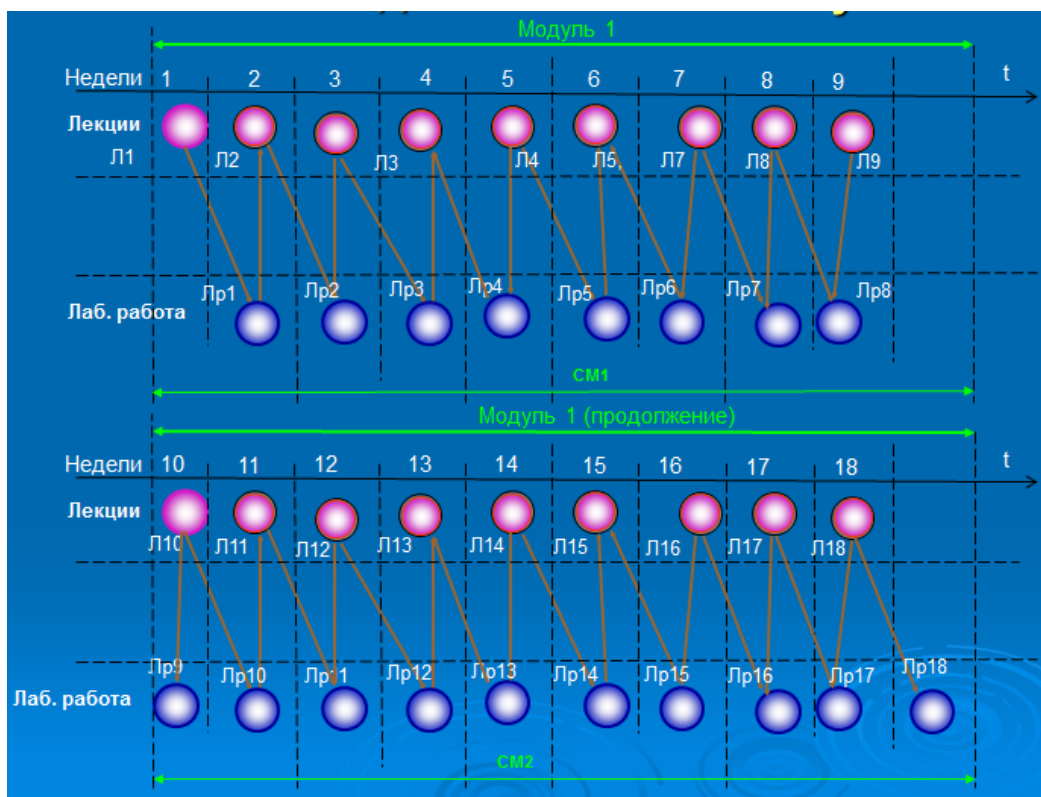 Модуль 1
Недели 1 2 3 4 5 6 7 8 9 t
Лекции
Л1 Л2 Л3 Л4 Л5, Л7 Л8 Л9
Лр1 Лр2 Лр3 Лр4 Лр5 Лр6 Лр7 Лр8
Лаб. работа
СМ1
Модуль 1 (продолжение)
Недели 10 11 12 13 14 15 16 17 18 t
Лекции
Л10 Л11 Л12 Л13 Л14 Л15 Л16 Л17 Л18
Лр9 Лр10 Лр11 Лр12 Лр13 Лр14 Лр15 Лр16 Лр17 Лр18
Лаб. работа
СМ2